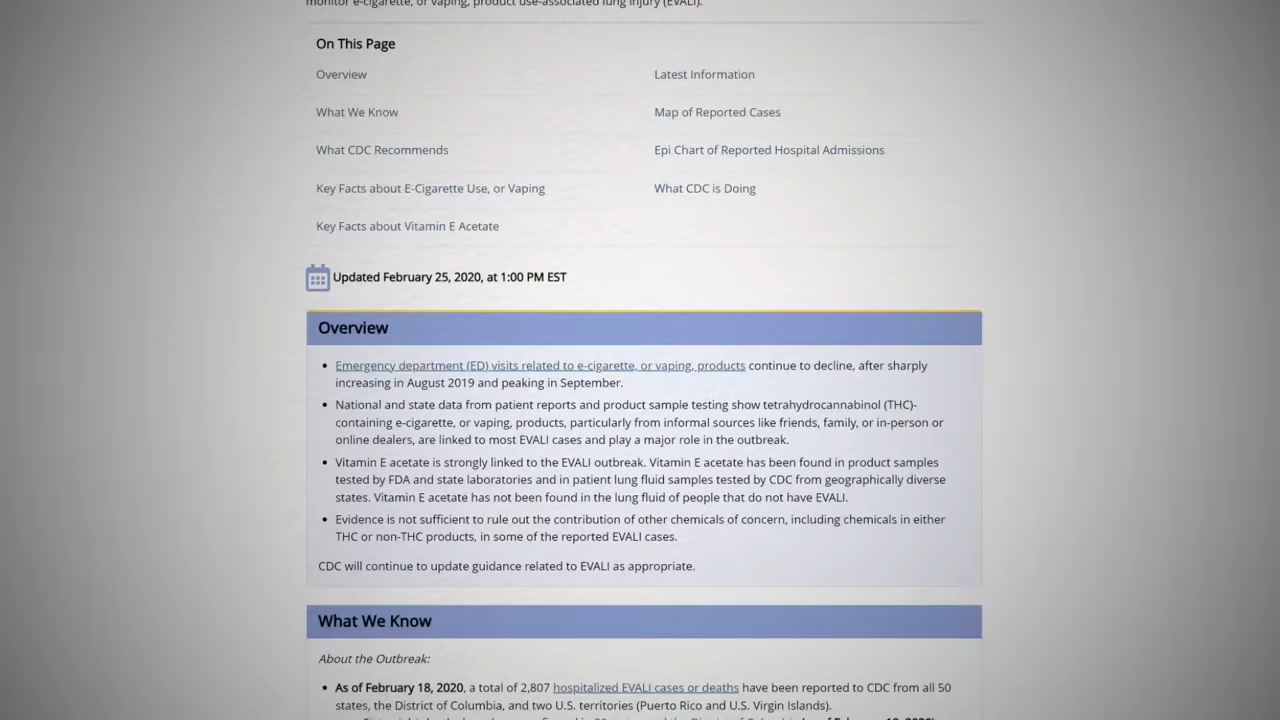 monitor e-cigarette, or vaping, product use-associated lung injury (EVALI).
On This Page
Overview
Latest Information
What We Know
Map of Reported Cases
What CDC Recommends
Epi Chart of Reported Hospital Admissions
Key Facts about E-Cigarette Use, or Vaping
What CDC is Doing
Key Facts about Vitamin E Acetate
Updated February 25, 2020, at 1:00 PM EST
Overview
• Emergency department (ED) visits related to e-cigarette, or vaping, products continue to decline, after sharply
increasing in August 2019 and peaking in September.
• National and state data from patient reports and product sample testing show tetrahydrocannabinol (THC)-
containing e-cigarette, or vaping, products, particularly from informal sources like friends, family, or in-person or
online dealers, are linked to most EVALI cases and play a major role in the outbreak.
• Vitamin E acetate is strongly linked to the EVALI outbreak. Vitamin E acetate has been found in product samples
tested by FDA and state laboratories and in patient lung fluid samples tested by CDC from geographically diverse
states. Vitamin E acetate has not been found in the lung fluid of people that do not have EVALI.
• Evidence is not sufficient to rule out the contribution of other chemicals of concern, including chemicals in either
THC or non-THC products, in some of the reported EVALI cases.
CDC will continue to update guidance related to EVALI as appropriate.
What We Know
About the Outbreak:
• As of February 18, 2020, a total of 2,807 hospitalized EVALI cases or deaths have been reported to CDC from all 50
states, the District of Columbia, and two U.S. territories (Puerto Rico and U.S. Virgin Islands).